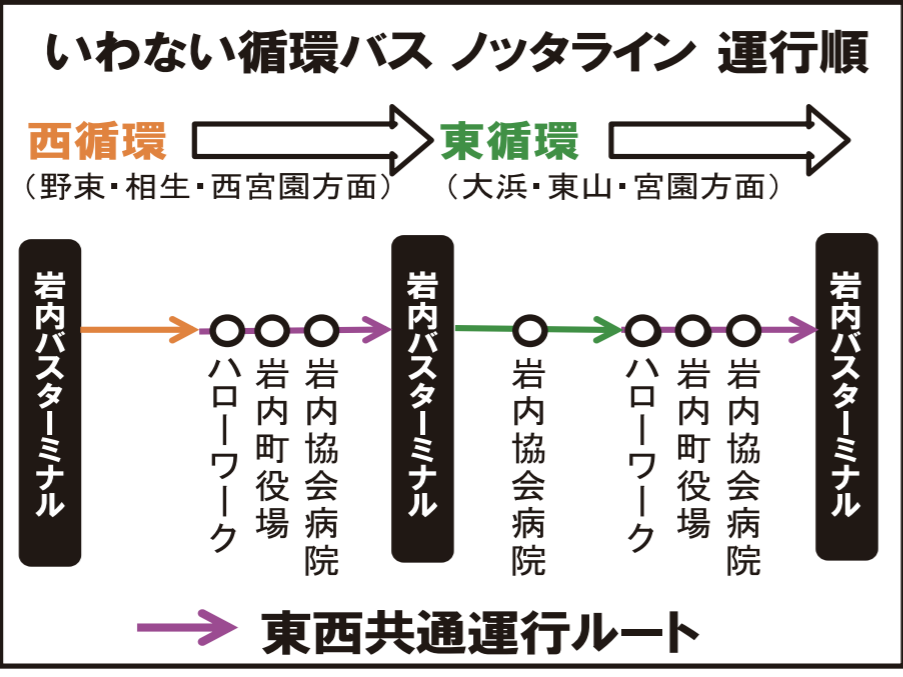 いわない循環バス ノッタライン 運行順
西循環
(野束・相生・西宮園方面)
東循環
(大浜・東山・宮園方面)
岩内バスターミナル
ハローワーク
岩内町役場
岩内協会病院
岩内バスターミナル
岩内協会病院
ハローワーク
岩内町役場
岩内協会病院
岩内バスターミナル
東西共通運行ルート